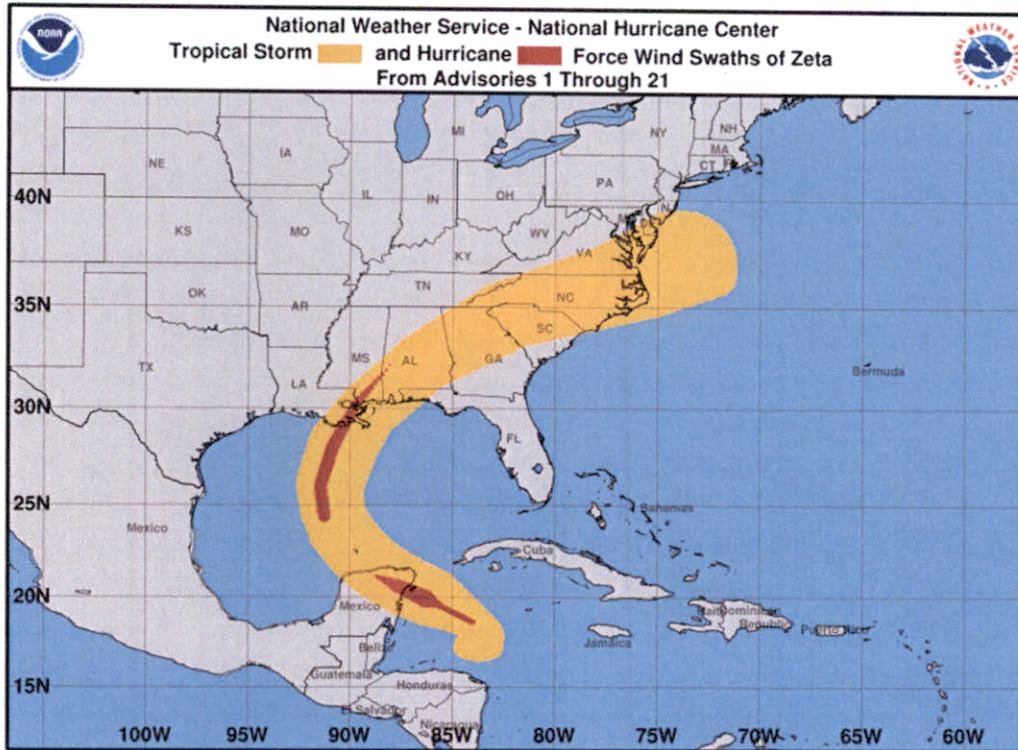 National Weather Service - National Hurricane Center
Tropical Storm and Hurricane Force Wind Swaths of Zeta
From Advisories 1 Through 21
NOAA
NATIONAL WEATHER SERVICE
MI
NY
NH
NE
IA
MA
CT
40N
IL
IN
OH
PA
KS
MO
WV
VA
KY
35N
OK
AR
TN
NC
SC
TX
MS
AL
GA
LA
Bermuda
30N
FL
25N
Mexico
Bahamas
Cuba
20N
Mexico
Haiti
Dominican
Republic
Puerto Rico
Jamaica
Belize
Guatemala
15N
Honduras
El Salvador
Nicaragua
100W 95W 90W 85W 80W 75W 70W 65W 60W